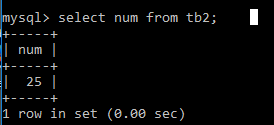 mysql> select num from tb2;
+-----+
| num |
+-----+
|  25 |
+-----+
1 row in set (0.00 sec)